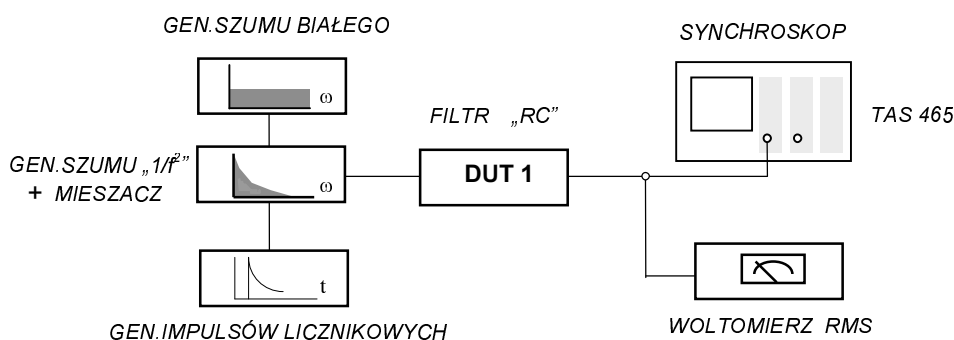 GEN.SZUMU BIAŁEGO
SYNCHROSKOP
ω
FILTR „RC”
TAS 465
GEN.SZUMU „1/f²”
+ MIESZACZ
ω
DUT 1
t
GEN.IMPULSÓW LICZNIKOWYCH
WOLTOMIERZ RMS